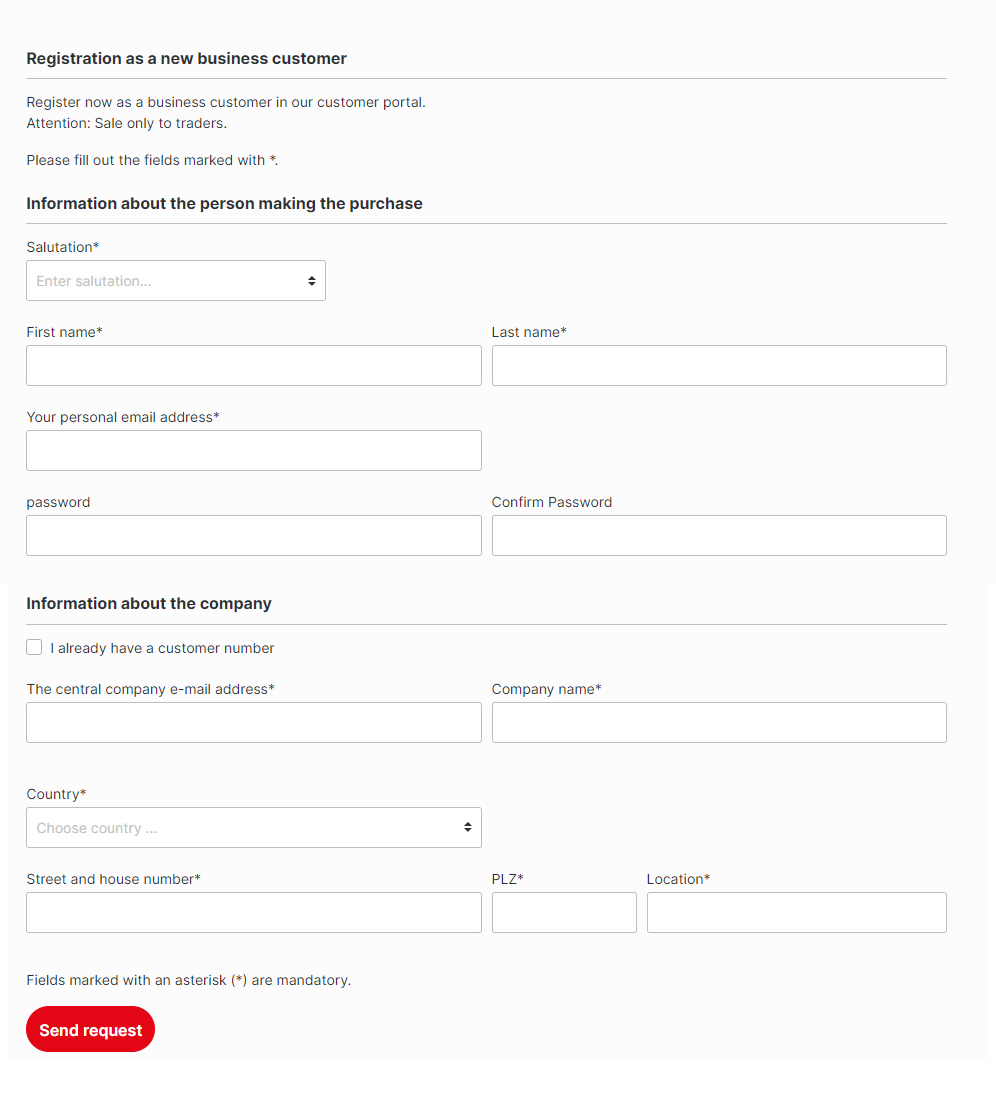 Registration as a new business customer
Register now as a business customer in our customer portal.
Attention: Sale only to traders.
Please fill out the fields marked with *.
Information about the person making the purchase
Salutation*
Enter salutation...
First name*
Last name*
Your personal email address*
password
Confirm Password
Information about the company
I already have a customer number
The central company e-mail address*
Company name*
Country*
Choose country ...
Street and house number*
PLZ*
Location*
Fields marked with an asterisk (*) are mandatory.
Send request